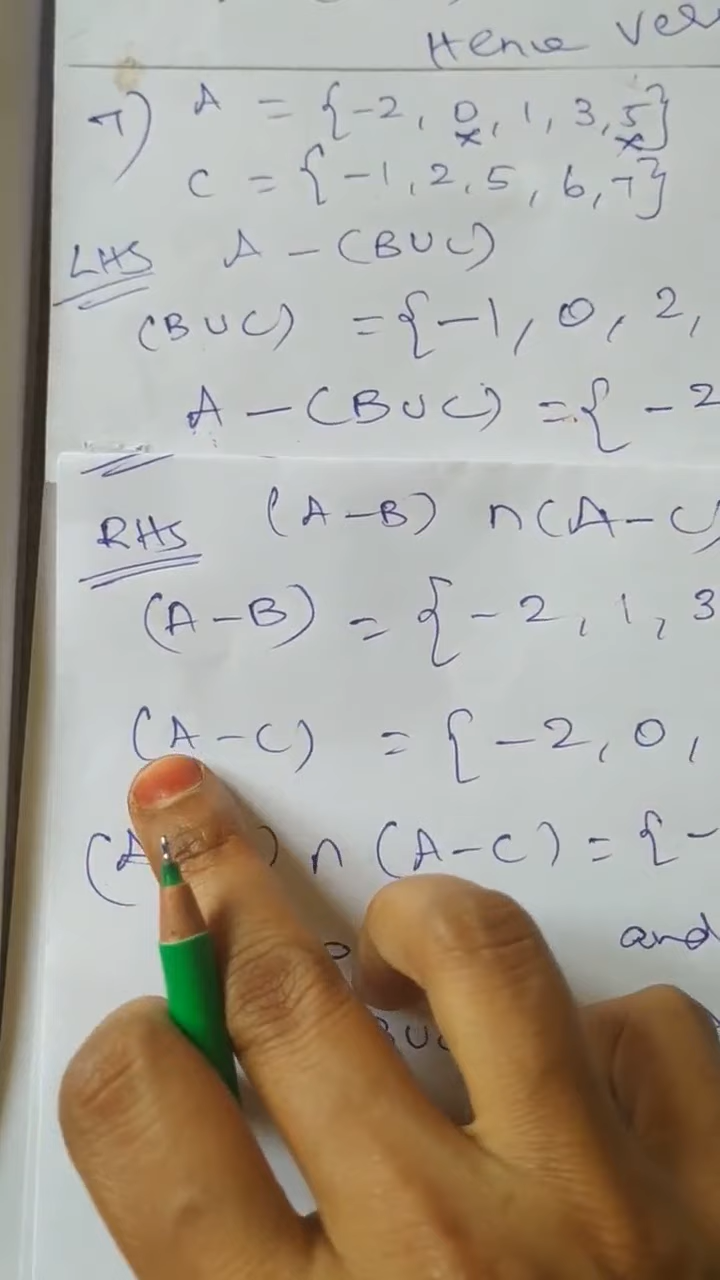 Hence ver
7) A = {-2, 0, 1, 3, 5}
C = {-1, 2, 5, 6, 7}
LHS A - (B∪C)
(B∪C) = {-1, 0, 2,
A - (B∪C) = { -2
RHS (A-B) ∩ (A-C)
(A-B) = {-2, 1, 3
(A-C) = {-2, 0,
(A ) ∩ (A-C) = {-
and
BUC